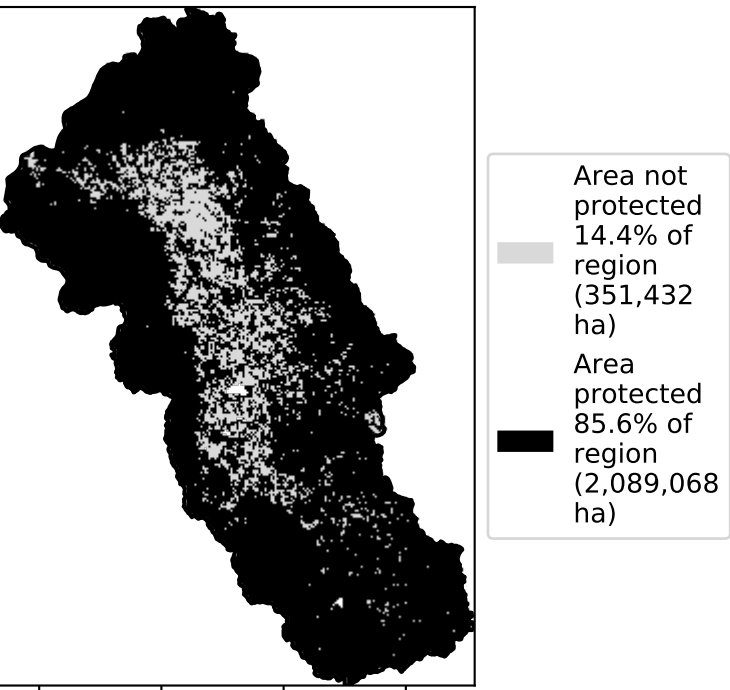 Area not
protected
14.4% of
region
(351,432
ha)
Area
protected
85.6% of
region
(2,089,068
ha)